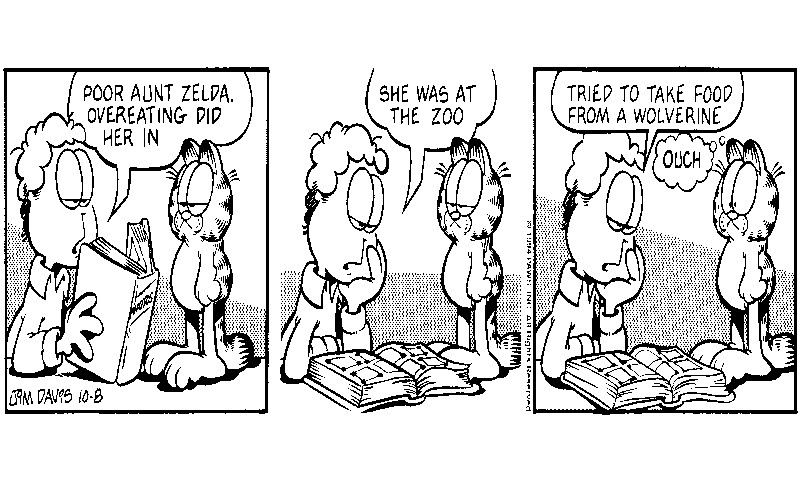 POOR AUNT ZELDA.
OVEREATING DID
HER IN
JIM DAVIS 10-8
SHE WAS AT
THE ZOO
TRIED TO TAKE FOOD
FROM A WOLVERINE
OUCH